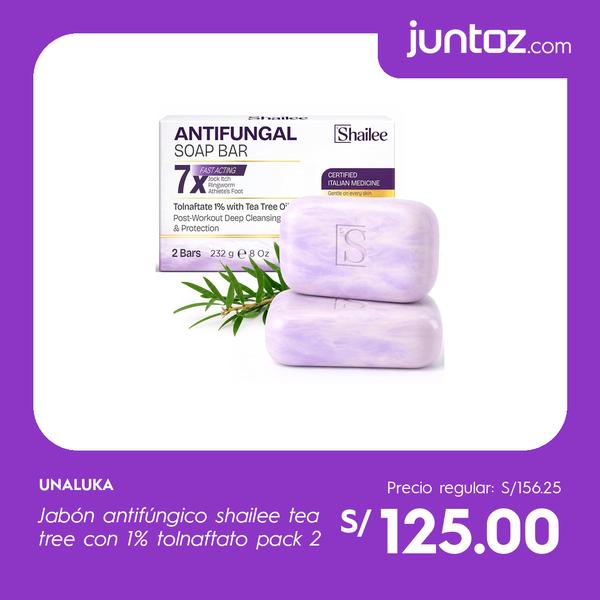 juntoz.com
Shailee
ANTIFUNGAL
SOAP BAR
Shailee
7x FAST ACTING
Jock Itch
Ringworm
Athlete's Foot
CERTIFIED
ITALIAN MEDICINE
Gentle on every skin.
Tolnaftate 1% with Tea Tree Oil
Post-Workout Deep Cleansing
& Protection
2 Bars 232 g ℮ 8 Oz
S
UNALUKA
Precio regular: S/156.25
Jabón antifúngico shailee tea
tree con 1% tolnaftato pack 2
S/ 125.00